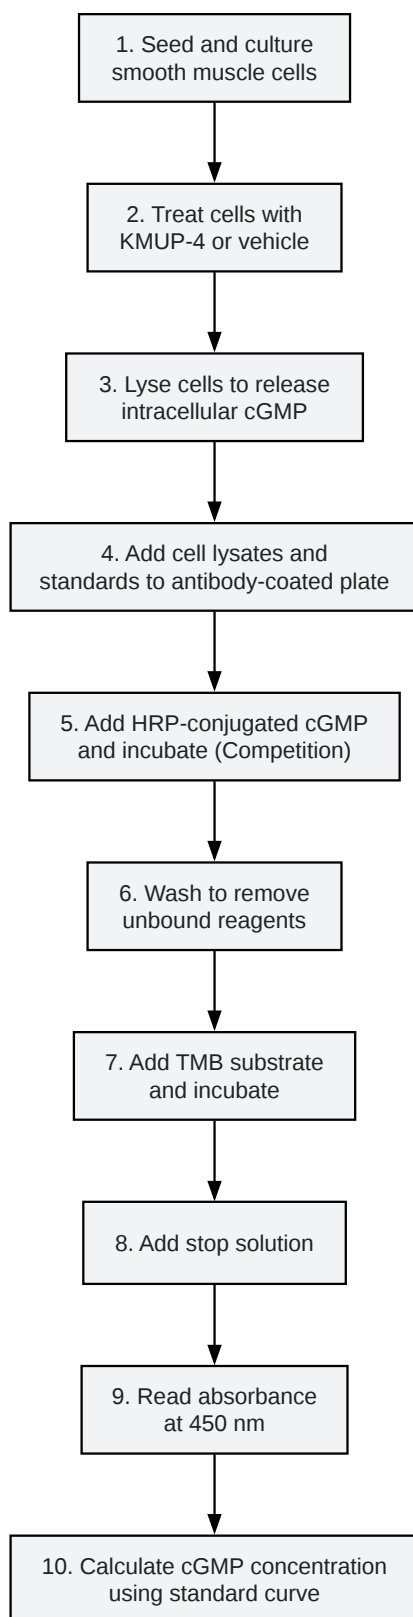 1. Seed and culture
smooth muscle cells
2. Treat cells with
KMUP-4 or vehicle
3. Lyse cells to release
intracellular cGMP
4. Add cell lysates and
standards to antibody-coated plate
5. Add HRP-conjugated cGMP
and incubate (Competition)
6. Wash to remove
unbound reagents
7. Add TMB substrate
and incubate
8. Add stop solution
9. Read absorbance
at 450 nm
10. Calculate cGMP concentration
using standard curve